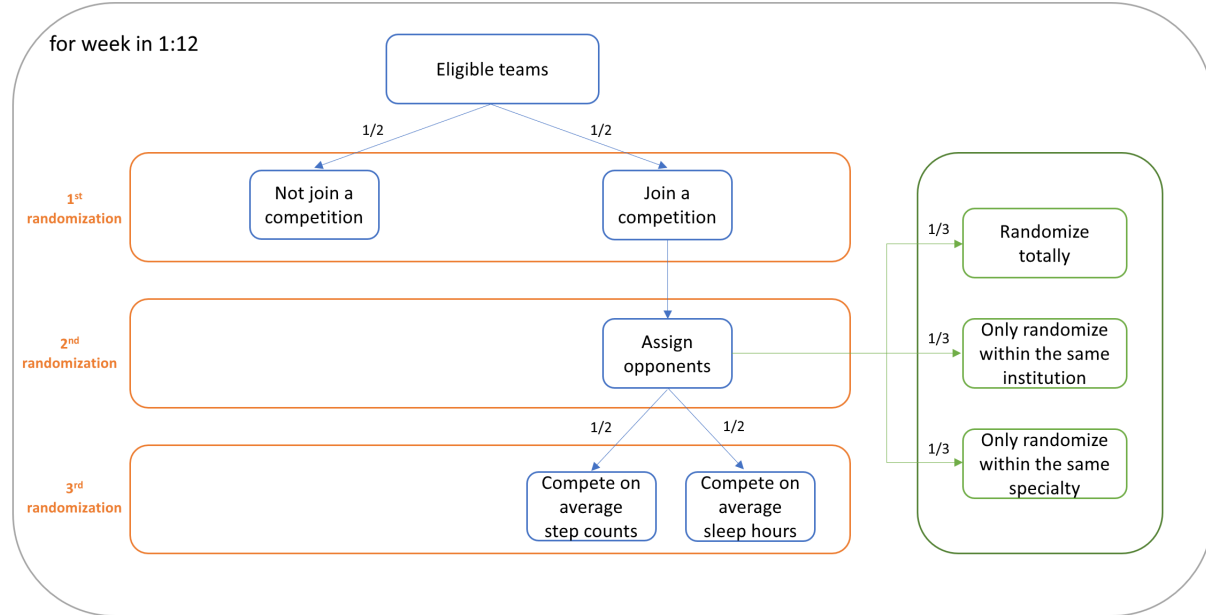 for week in 1:12
Eligible teams
1/2
1/2
1st
randomization
Not join a
competition
Join a
competition
2nd
randomization
Assign
opponents
1/2
1/2
3rd
randomization
Compete on
average
step counts
Compete on
average
sleep hours
1/3
Randomize
totally
1/3
Only randomize
within the same
institution
1/3
Only randomize
within the same
specialty